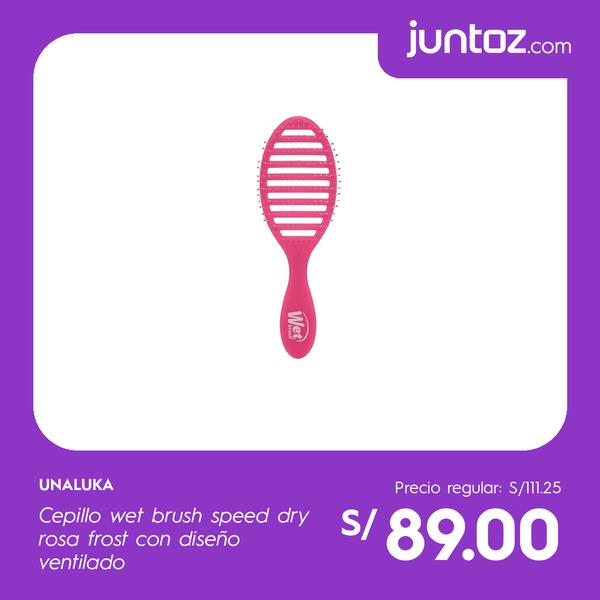 juntoz.com
Wet
brush
UNALUKA
Cepillo wet brush speed dry
rosa frost con diseño
ventilado
Precio regular: S/111.25
S/89.00